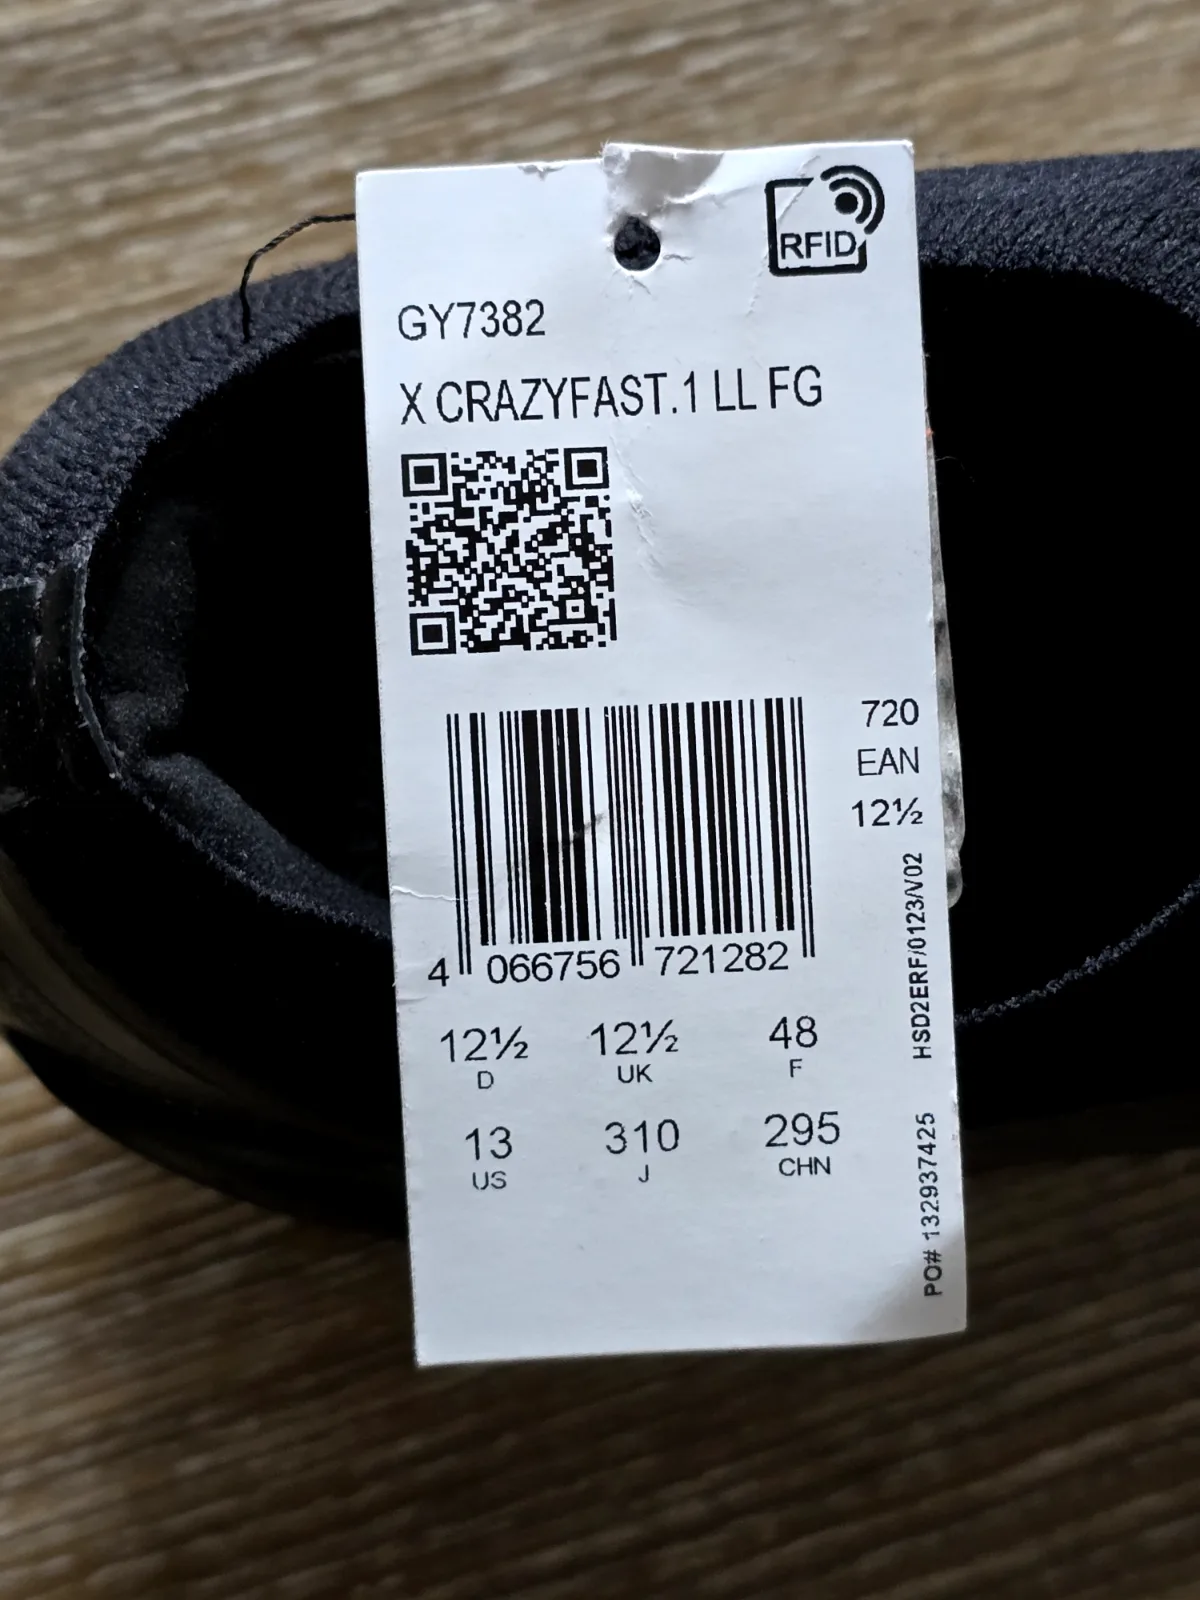 RFID
GY7382
X CRAZYFAST.1 LL FG
720
EAN
12½
4 066756 721282
12½ 12½ 48
D UK F
13 310 295
US J CHN
HSD2ERF/0123/V02
PO# 132937425